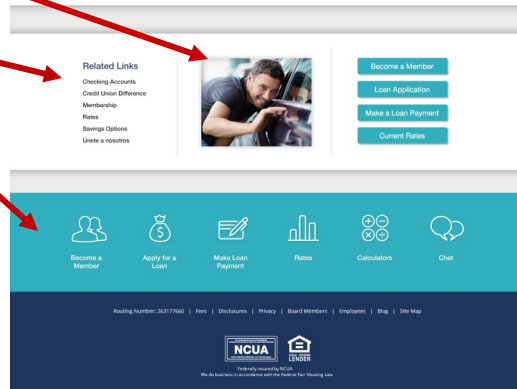 Related Links
Checking Accounts
Credit Union Difference
Membership
Rates
Savings Options
Únete a nosotros
Become a Member
Loan Application
Make a Loan Payment
Current Rates
Become a
Member
Apply for a
Loan
Make Loan
Payment
Rates
Calculators
Chat
Routing Number: 263177660 | Fees | Disclosures | Privacy | Board Members | Employees | Blog | Site Map
NCUA
EQUAL HOUSING
LENDER
Federally insured by NCUA.
We do business in accordance with the Federal Fair Housing Law